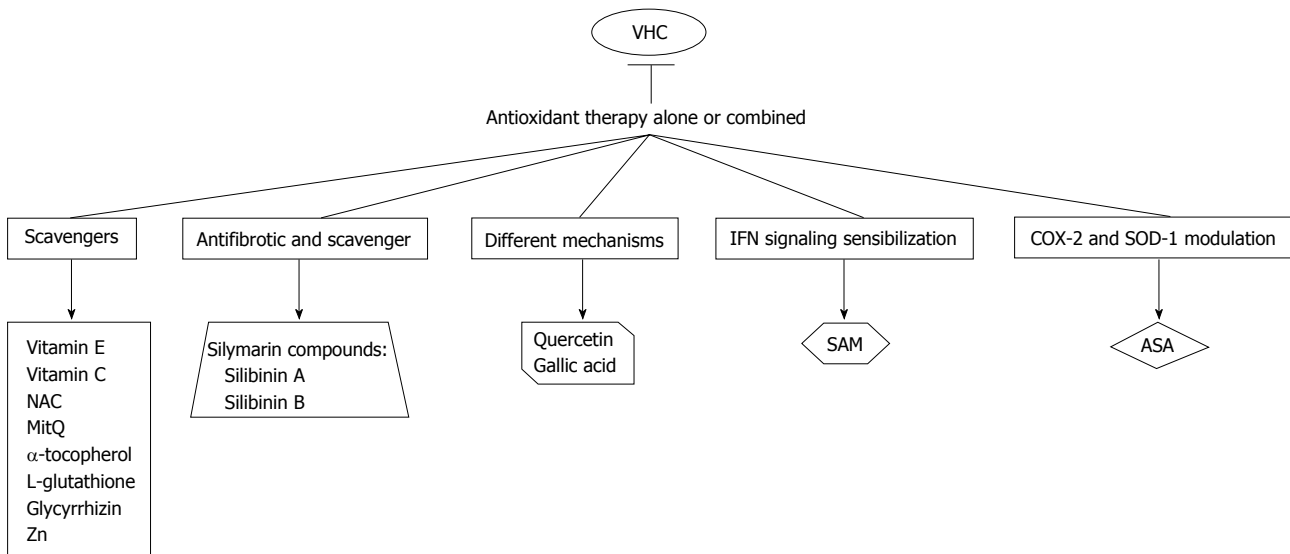 VHC
Antioxidant therapy alone or combined
Scavengers
Antifibrotic and scavenger
Different mechanisms
IFN signaling sensibilization
COX-2 and SOD-1 modulation
Vitamin E
Vitamin C
NAC
MitQ
α-tocopherol
L-glutathione
Glycyrrhizin
Zn
Silymarin compounds:
Silibinin A
Silibinin B
Quercetin
Gallic acid
SAM
ASA